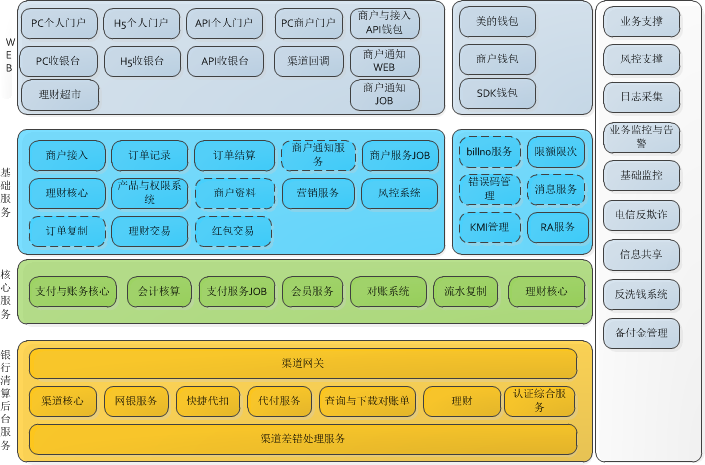 WEB
PC个人门户
H5个人门户
API个人门户
PC商户门户
商户与接入
API钱包
PC收银台
H5收银台
API收银台
渠道回调
商户通知
WEB
理财超市
商户通知
JOB
美的钱包
商户钱包
SDK钱包
基础服务
商户接入
订单记录
订单结算
商户通知服
务
商户服务JOB
理财核心
产品与权限系
统
商户资料
营销服务
风控系统
订单复制
理财交易
红包交易
billno服务
限额限次
错误码管
理
消息服务
KMI管理
RA服务
核心服务
支付与账务核心
会计核算
支付服务JOB
会员服务
对账系统
流水复制
理财核心
银行清算后台服务
渠道网关
渠道核心
网银服务
快捷代扣
代付服务
查询与下载对账单
理财
认证综合服
务
渠道差错处理服务
业务支撑
风控支撑
日志采集
业务监控与告
警
基础监控
电信反欺诈
信息共享
反洗钱系统
备付金管理